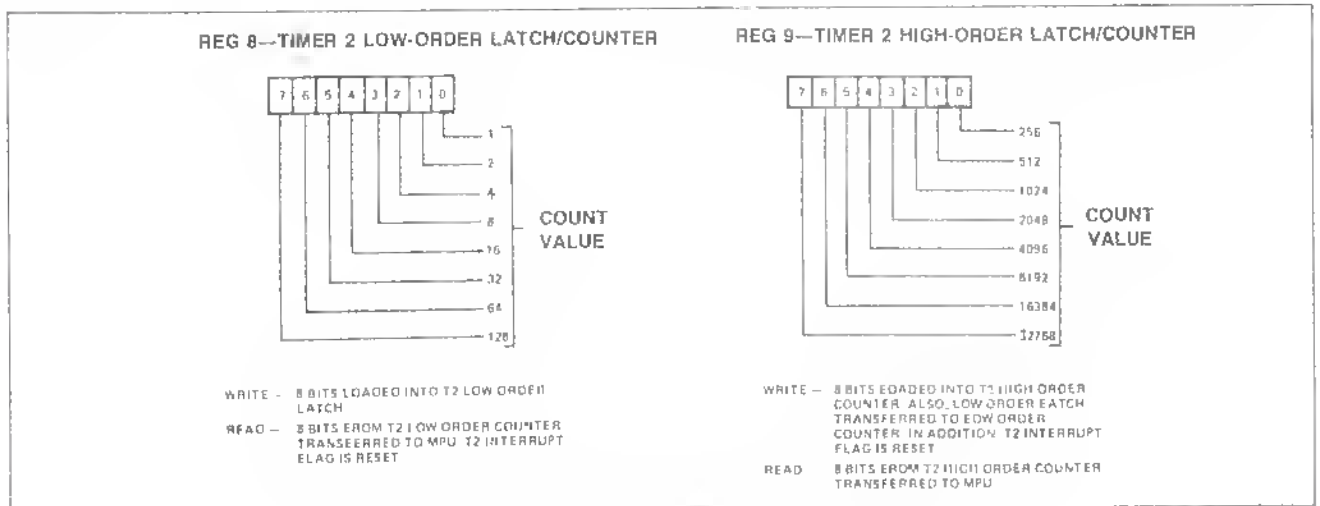 REG 8—TIMER 2 LOW-ORDER LATCH/COUNTER
7 6 5 4 3 2 1 0
1
2
4
8
16
32
64
128
COUNT
VALUE
WRITE – 8 BITS LOADED INTO T2 LOW ORDER
LATCH
READ – 8 BITS FROM T2 LOW ORDER COUNTER
TRANSFERRED TO MPU. T2 INTERRUPT
FLAG IS RESET
REG 9—TIMER 2 HIGH-ORDER LATCH/COUNTER
7 6 5 4 3 2 1 0
256
512
1024
2048
4096
8192
16384
32768
COUNT
VALUE
WRITE – 8 BITS LOADED INTO T2 HIGH ORDER
COUNTER. ALSO, LOW ORDER LATCH
TRANSFERRED TO LOW ORDER
COUNTER. IN ADDITION T2 INTERRUPT
FLAG IS RESET
READ 8 BITS FROM T2 HIGH ORDER COUNTER
TRANSFERRED TO MPU